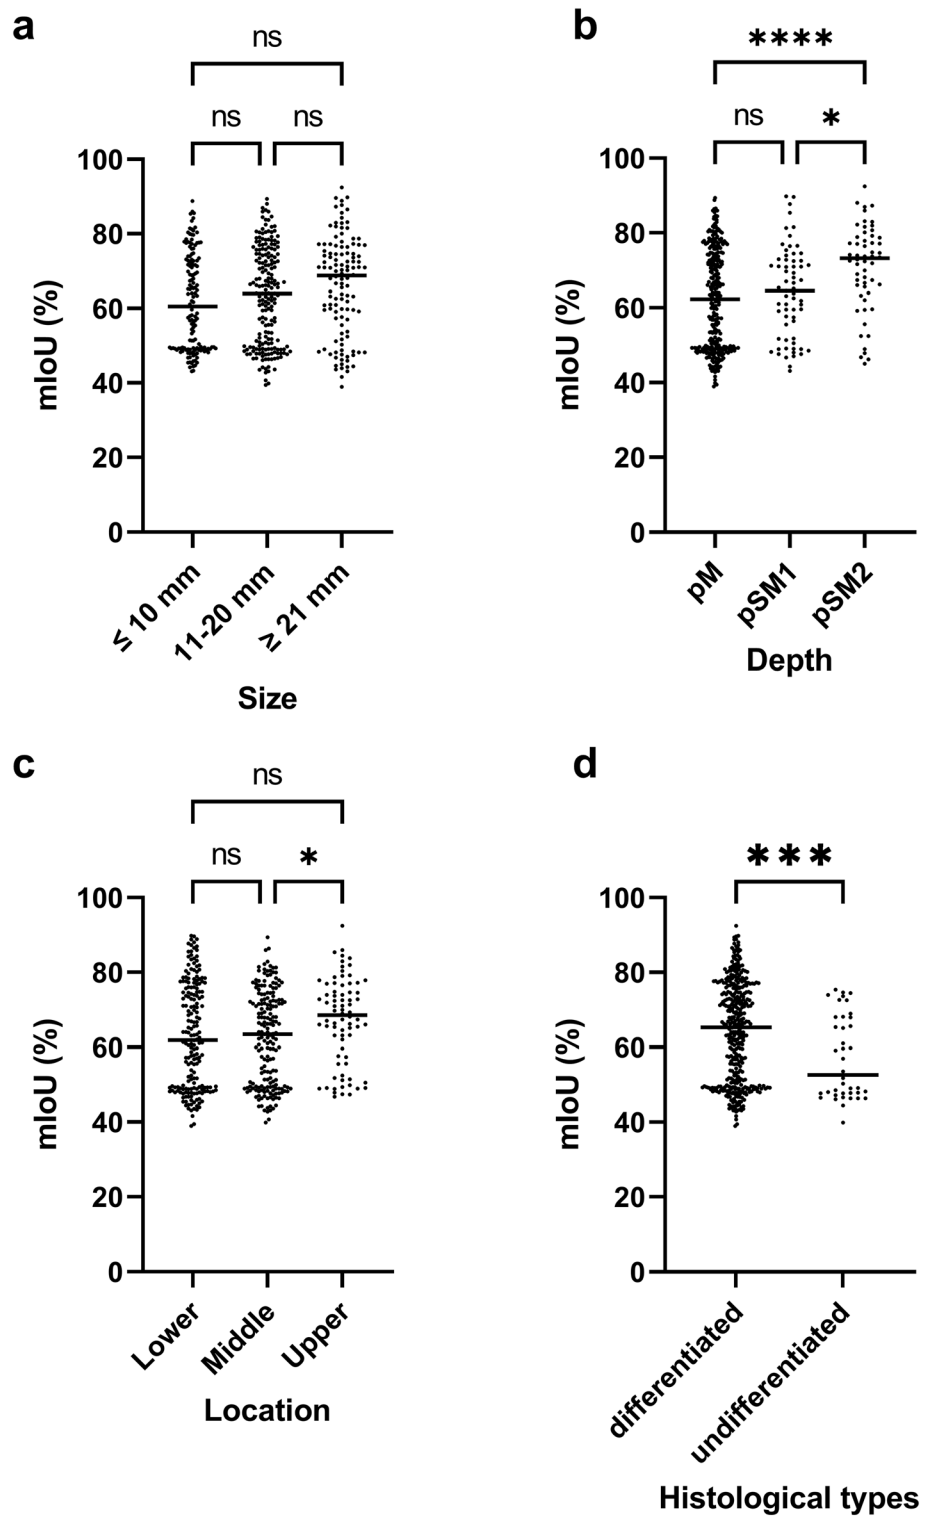 a
ns
ns ns
100
80
60
40
20
0
mIoU (%)
≤ 10 mm
11-20 mm
≥ 21 mm
Size
b
****
ns *
100
80
60
40
20
0
mIoU (%)
pM
pSM1
pSM2
Depth
c
ns
ns *
100
80
60
40
20
0
mIoU (%)
Lower
Middle
Upper
Location
d
***
100
80
60
40
20
0
mIoU (%)
differentiated
undifferentiated
Histological types